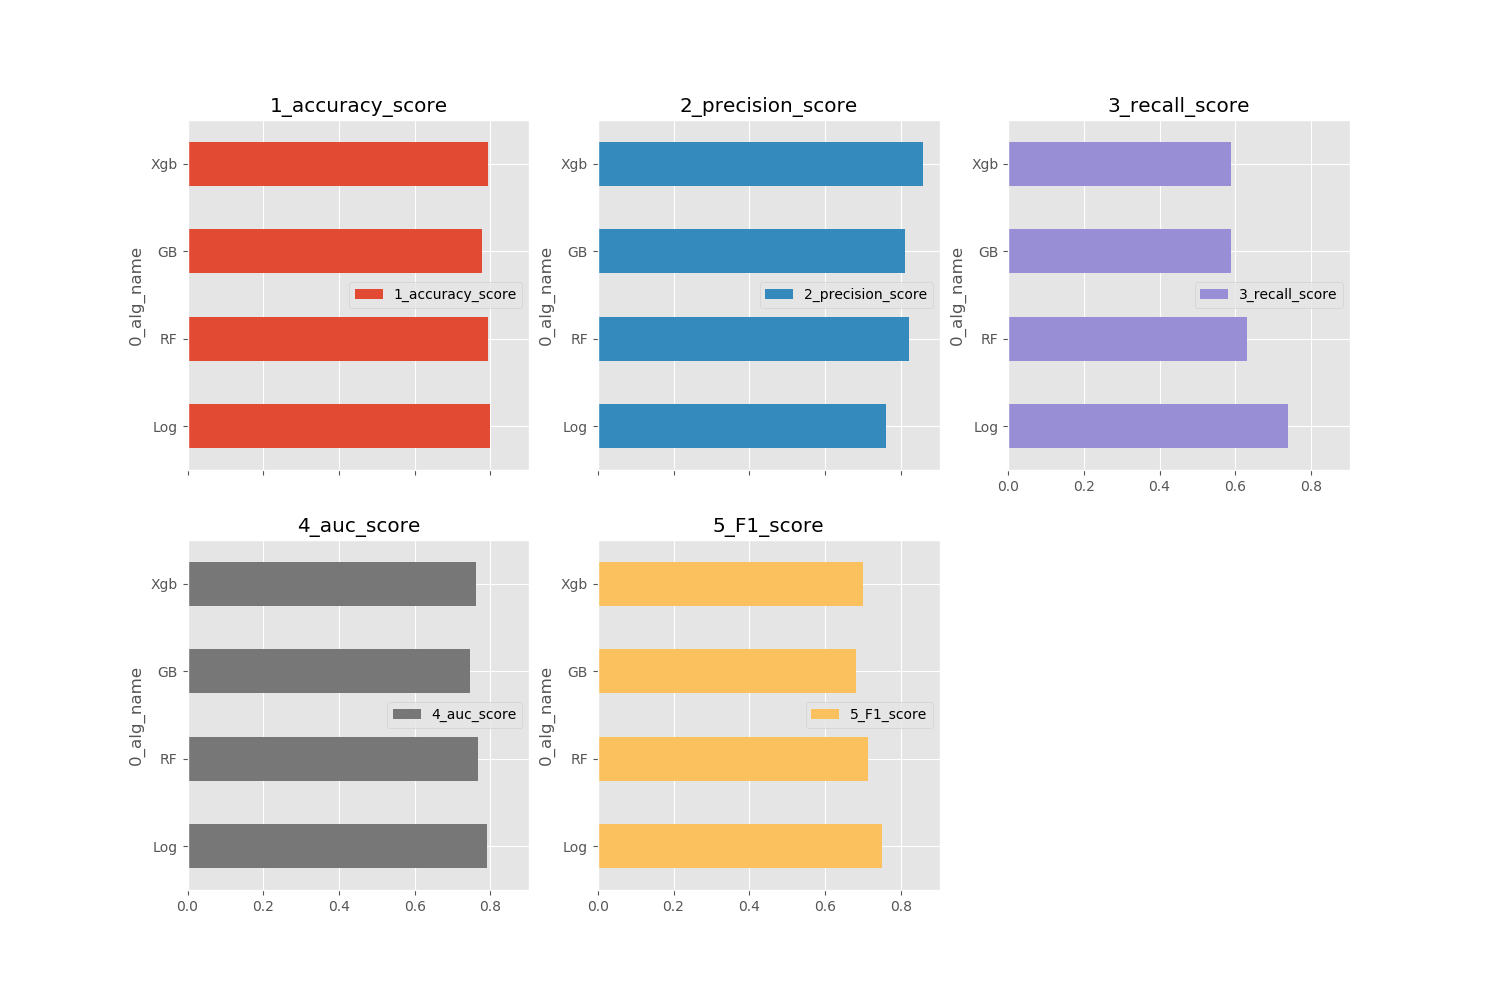 1_accuracy_score
0_alg_name
Xgb
GB
RF
Log
1_accuracy_score
2_precision_score
0_alg_name
Xgb
GB
RF
Log
2_precision_score
3_recall_score
0_alg_name
Xgb
GB
RF
Log
3_recall_score
0.0 0.2 0.4 0.6 0.8
4_auc_score
0_alg_name
Xgb
GB
RF
Log
4_auc_score
0.0 0.2 0.4 0.6 0.8
5_F1_score
0_alg_name
Xgb
GB
RF
Log
5_F1_score
0.0 0.2 0.4 0.6 0.8